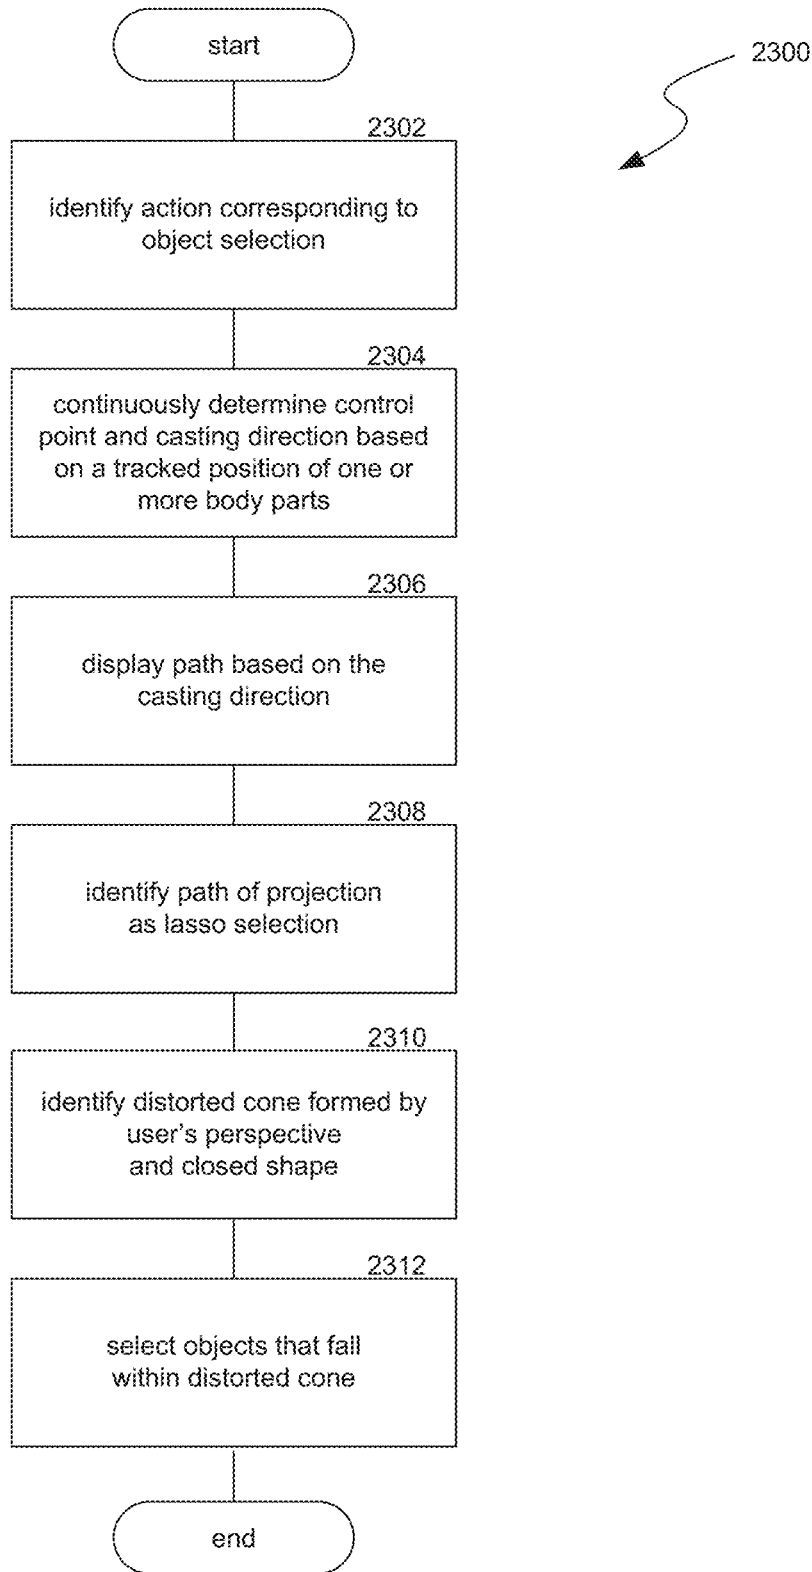 start
2300
2302
identify action corresponding to
object selection
2304
continuously determine control
point and casting direction based
on a tracked position of one or
more body parts
2306
display path based on the
casting direction
2308
identify path of projection
as lasso selection
2310
identify distorted cone formed by
user's perspective
and closed shape
2312
select objects that fall
within distorted cone
end